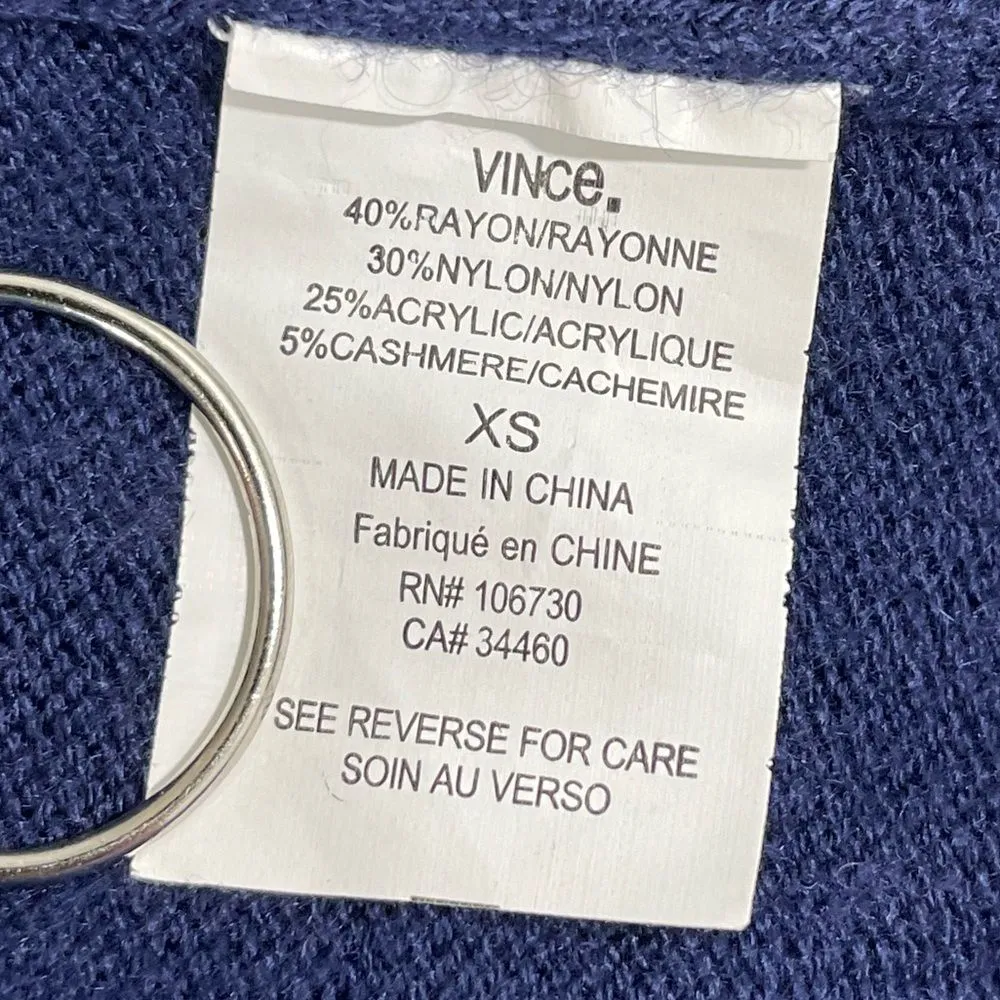 VINCe.
40%RAYON/RAYONNE
30%NYLON/NYLON
25%ACRYLIC/ACRYLIQUE
5%CASHMERE/CACHEMIRE
XS
MADE IN CHINA
Fabriqué en CHINE
RN# 106730
CA# 34460
SEE REVERSE FOR CARE
SOIN AU VERSO